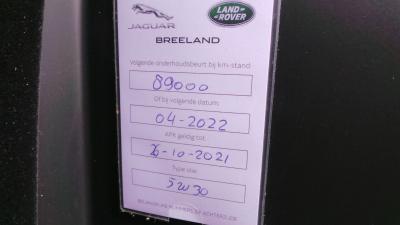 JAGUAR
LAND ROVER
BREELAND
Volgende onderhoudsbeurt bij km-stand
89000
Of bij volgende datum:
04-2022
APK geldig tot:
26-10-2021
Type olie:
5W30